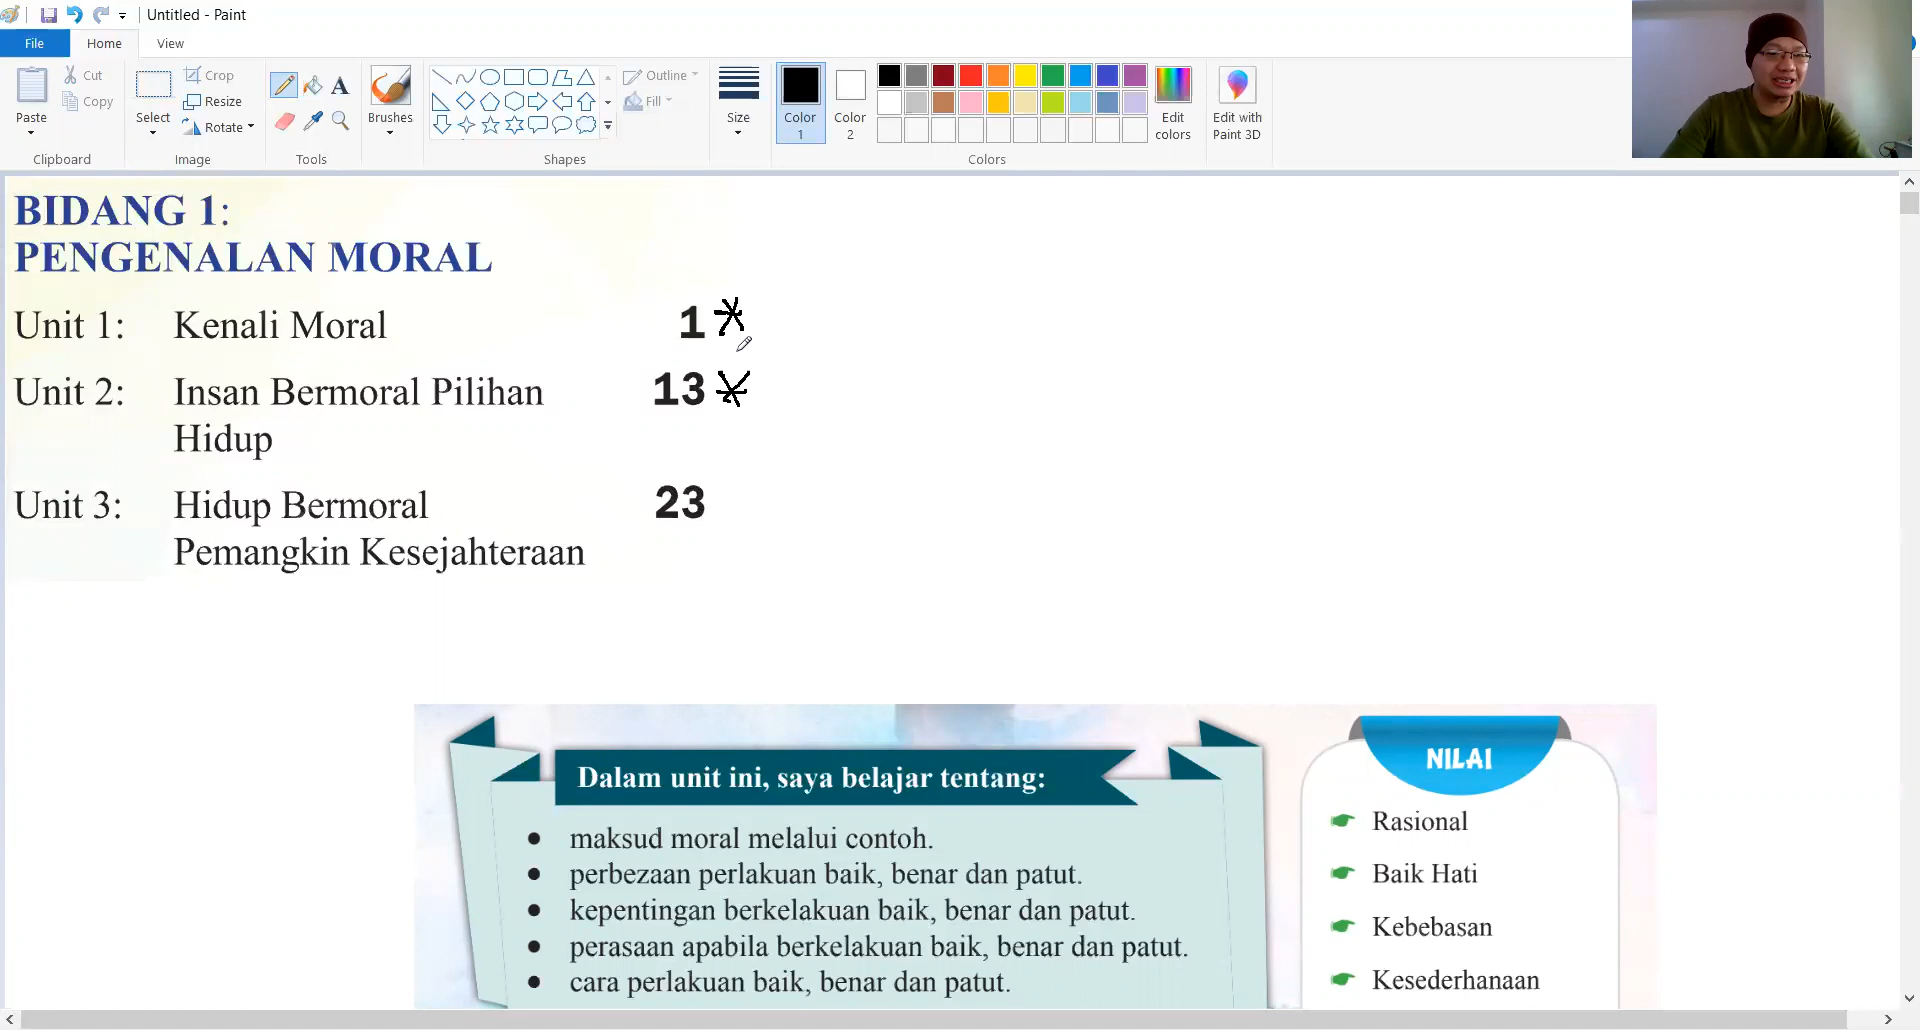 Untitled - Paint
File Home View
Paste
Cut
Copy
Clipboard
Select
Crop
Resize
Rotate
Image
A
Tools
Brushes
Outline
Fill
Shapes
Size
Color 1
Color 2
Edit colors
Edit with Paint 3D
Colors
BIDANG 1:
PENGENALAN MORAL
Unit 1: Kenali Moral 1 *
Unit 2: Insan Bermoral Pilihan 13 *
Hidup
Unit 3: Hidup Bermoral 23
Pemangkin Kesejahteraan
Dalam unit ini, saya belajar tentang:
• maksud moral melalui contoh.
• perbezaan perlakuan baik, benar dan patut.
• kepentingan berkelakuan baik, benar dan patut.
• perasaan apabila berkelakuan baik, benar dan patut.
• cara perlakuan baik, benar dan patut.
NILAI
Rasional
Baik Hati
Kebebasan
Kesederhanaan